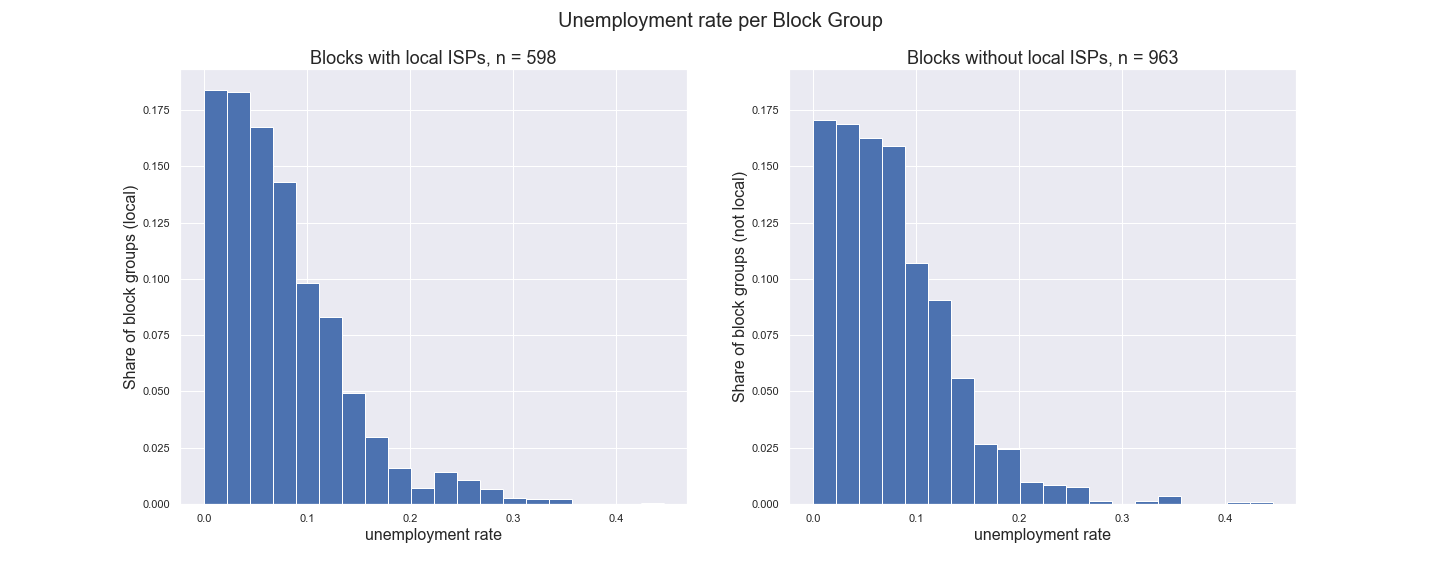 Unemployment rate per Block Group
Blocks with local ISPs, n = 598
Share of block groups (local)
0.175
0.150
0.125
0.100
0.075
0.050
0.025
0.000
0.0 0.1 0.2 0.3 0.4
unemployment rate
Blocks without local ISPs, n = 963
Share of block groups (not local)
0.175
0.150
0.125
0.100
0.075
0.050
0.025
0.000
0.0 0.1 0.2 0.3 0.4
unemployment rate